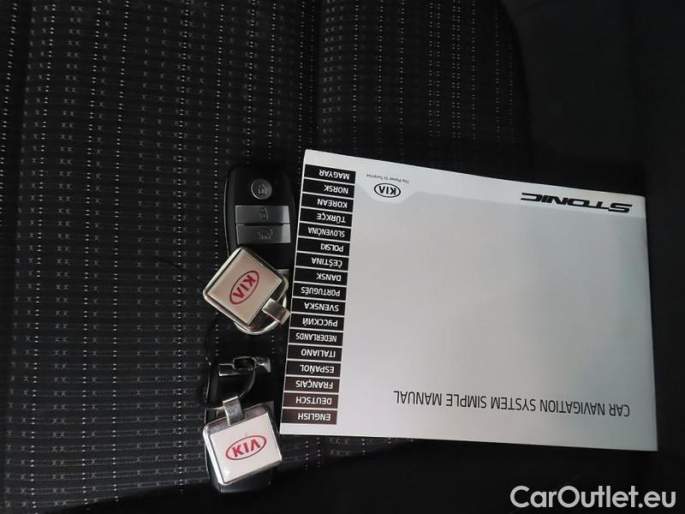 CAR NAVIGATION SYSTEM SIMPLE MANUAL
ENGLISH
DEUTSCH
FRANÇAIS
ESPAÑOL
ITALIANO
NEDERLANDS
РУССКИЙ
SVENSKA
PORTUGUÊS
DANSK
ČEŠTINA
POLSKI
SLOVENČINA
TÜRKÇE
KOREAN
NORSK
MAGYAR
STONIC
KIA
The Power to Surprise
KIA
KIA
CarOutlet.eu